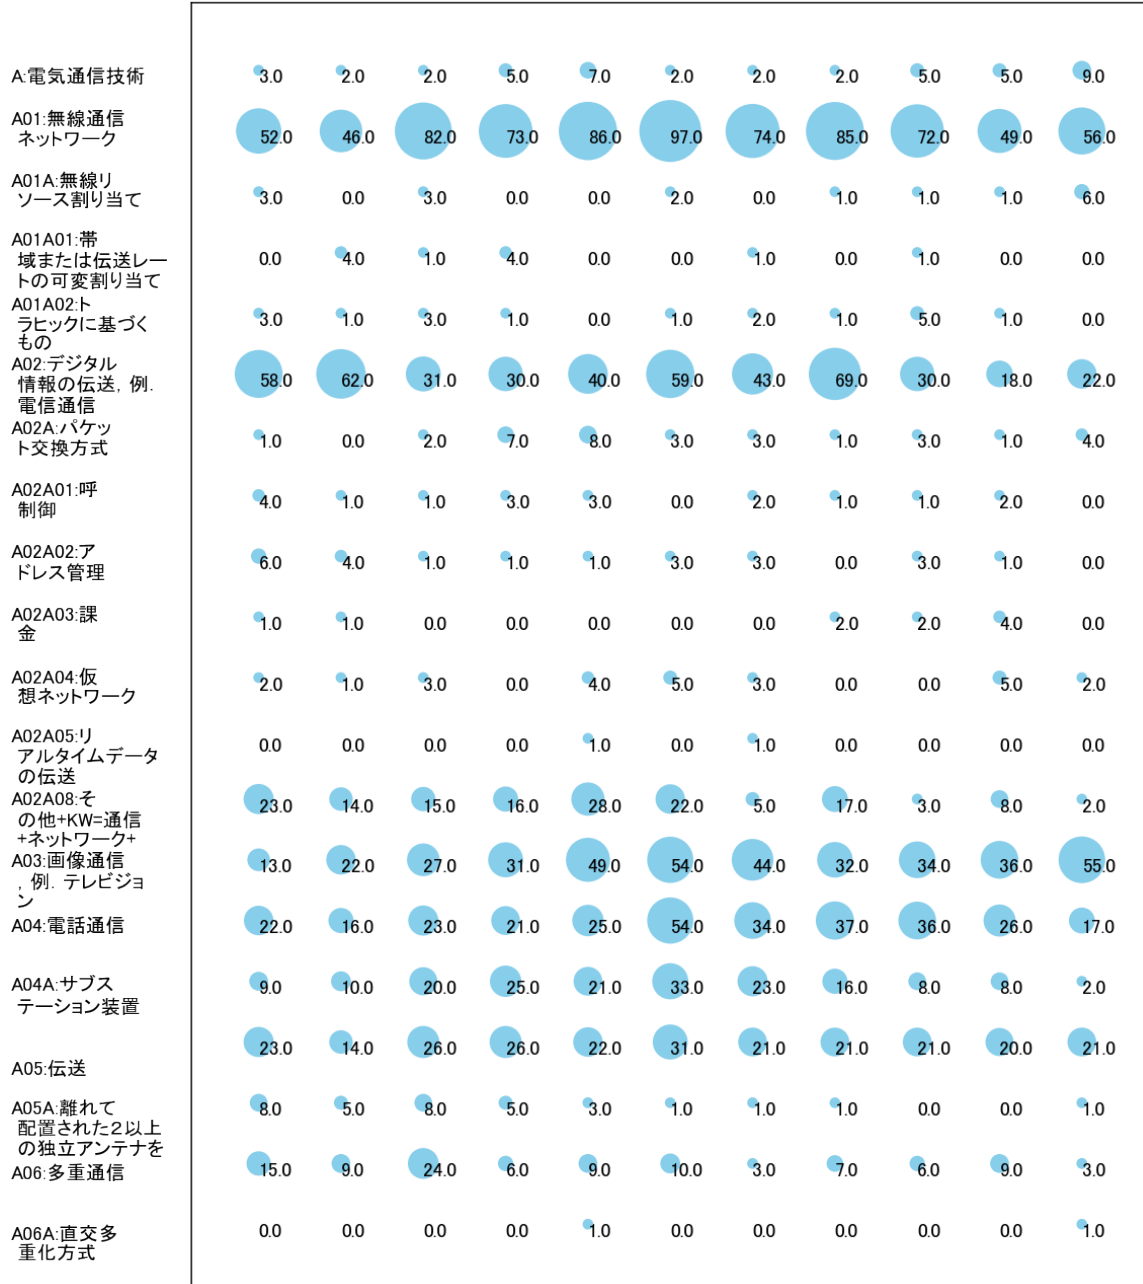 A:電気通信技術
3.0 2.0 2.0 5.0 7.0 2.0 2.0 2.0 5.0 5.0 9.0
A01:無線通信
ネットワーク
52.0 46.0 82.0 73.0 86.0 97.0 74.0 85.0 72.0 49.0 56.0
A01A:無線リ
ソース割り当て
3.0 0.0 3.0 0.0 0.0 2.0 0.0 1.0 1.0 1.0 6.0
A01A01:帯
域または伝送レー
トの可変割り当て
0.0 4.0 1.0 4.0 0.0 0.0 1.0 0.0 1.0 0.0 0.0
A01A02:ト
ラヒックに基づく
もの
3.0 1.0 3.0 1.0 0.0 1.0 2.0 1.0 5.0 1.0 0.0
A02:デジタル
情報の伝送, 例.
電信通信
58.0 62.0 31.0 30.0 40.0 59.0 43.0 69.0 30.0 18.0 22.0
A02A:パケッ
ト交換方式
1.0 0.0 2.0 7.0 8.0 3.0 3.0 1.0 3.0 1.0 4.0
A02A01:呼
制御
4.0 1.0 1.0 3.0 3.0 0.0 2.0 1.0 1.0 2.0 0.0
A02A02:ア
ドレス管理
6.0 4.0 1.0 1.0 1.0 3.0 3.0 0.0 3.0 1.0 0.0
A02A03:課
金
1.0 1.0 0.0 0.0 0.0 0.0 0.0 2.0 2.0 4.0 0.0
A02A04:仮
想ネットワーク
2.0 1.0 3.0 0.0 4.0 5.0 3.0 0.0 0.0 5.0 2.0
A02A05:リ
アルタイムデータ
の伝送
0.0 0.0 0.0 0.0 1.0 0.0 1.0 0.0 0.0 0.0 0.0
A02A08:そ
の他+KW=通信
+ネットワーク+
23.0 14.0 15.0 16.0 28.0 22.0 5.0 17.0 3.0 8.0 2.0
A03:画像通信
, 例. テレビジョ
ン
13.0 22.0 27.0 31.0 49.0 54.0 44.0 32.0 34.0 36.0 55.0
A04:電話通信
22.0 16.0 23.0 21.0 25.0 54.0 34.0 37.0 36.0 26.0 17.0
A04A:サブス
テーション装置
9.0 10.0 20.0 25.0 21.0 33.0 23.0 16.0 8.0 8.0 2.0
A05:伝送
23.0 14.0 26.0 26.0 22.0 31.0 21.0 21.0 21.0 20.0 21.0
A05A:離れて
配置された2以上
の独立アンテナを
8.0 5.0 8.0 5.0 3.0 1.0 1.0 1.0 0.0 0.0 1.0
A06:多重通信
15.0 9.0 24.0 6.0 9.0 10.0 3.0 7.0 6.0 9.0 3.0
A06A:直交多
重化方式
0.0 0.0 0.0 0.0 1.0 0.0 0.0 0.0 0.0 0.0 1.0